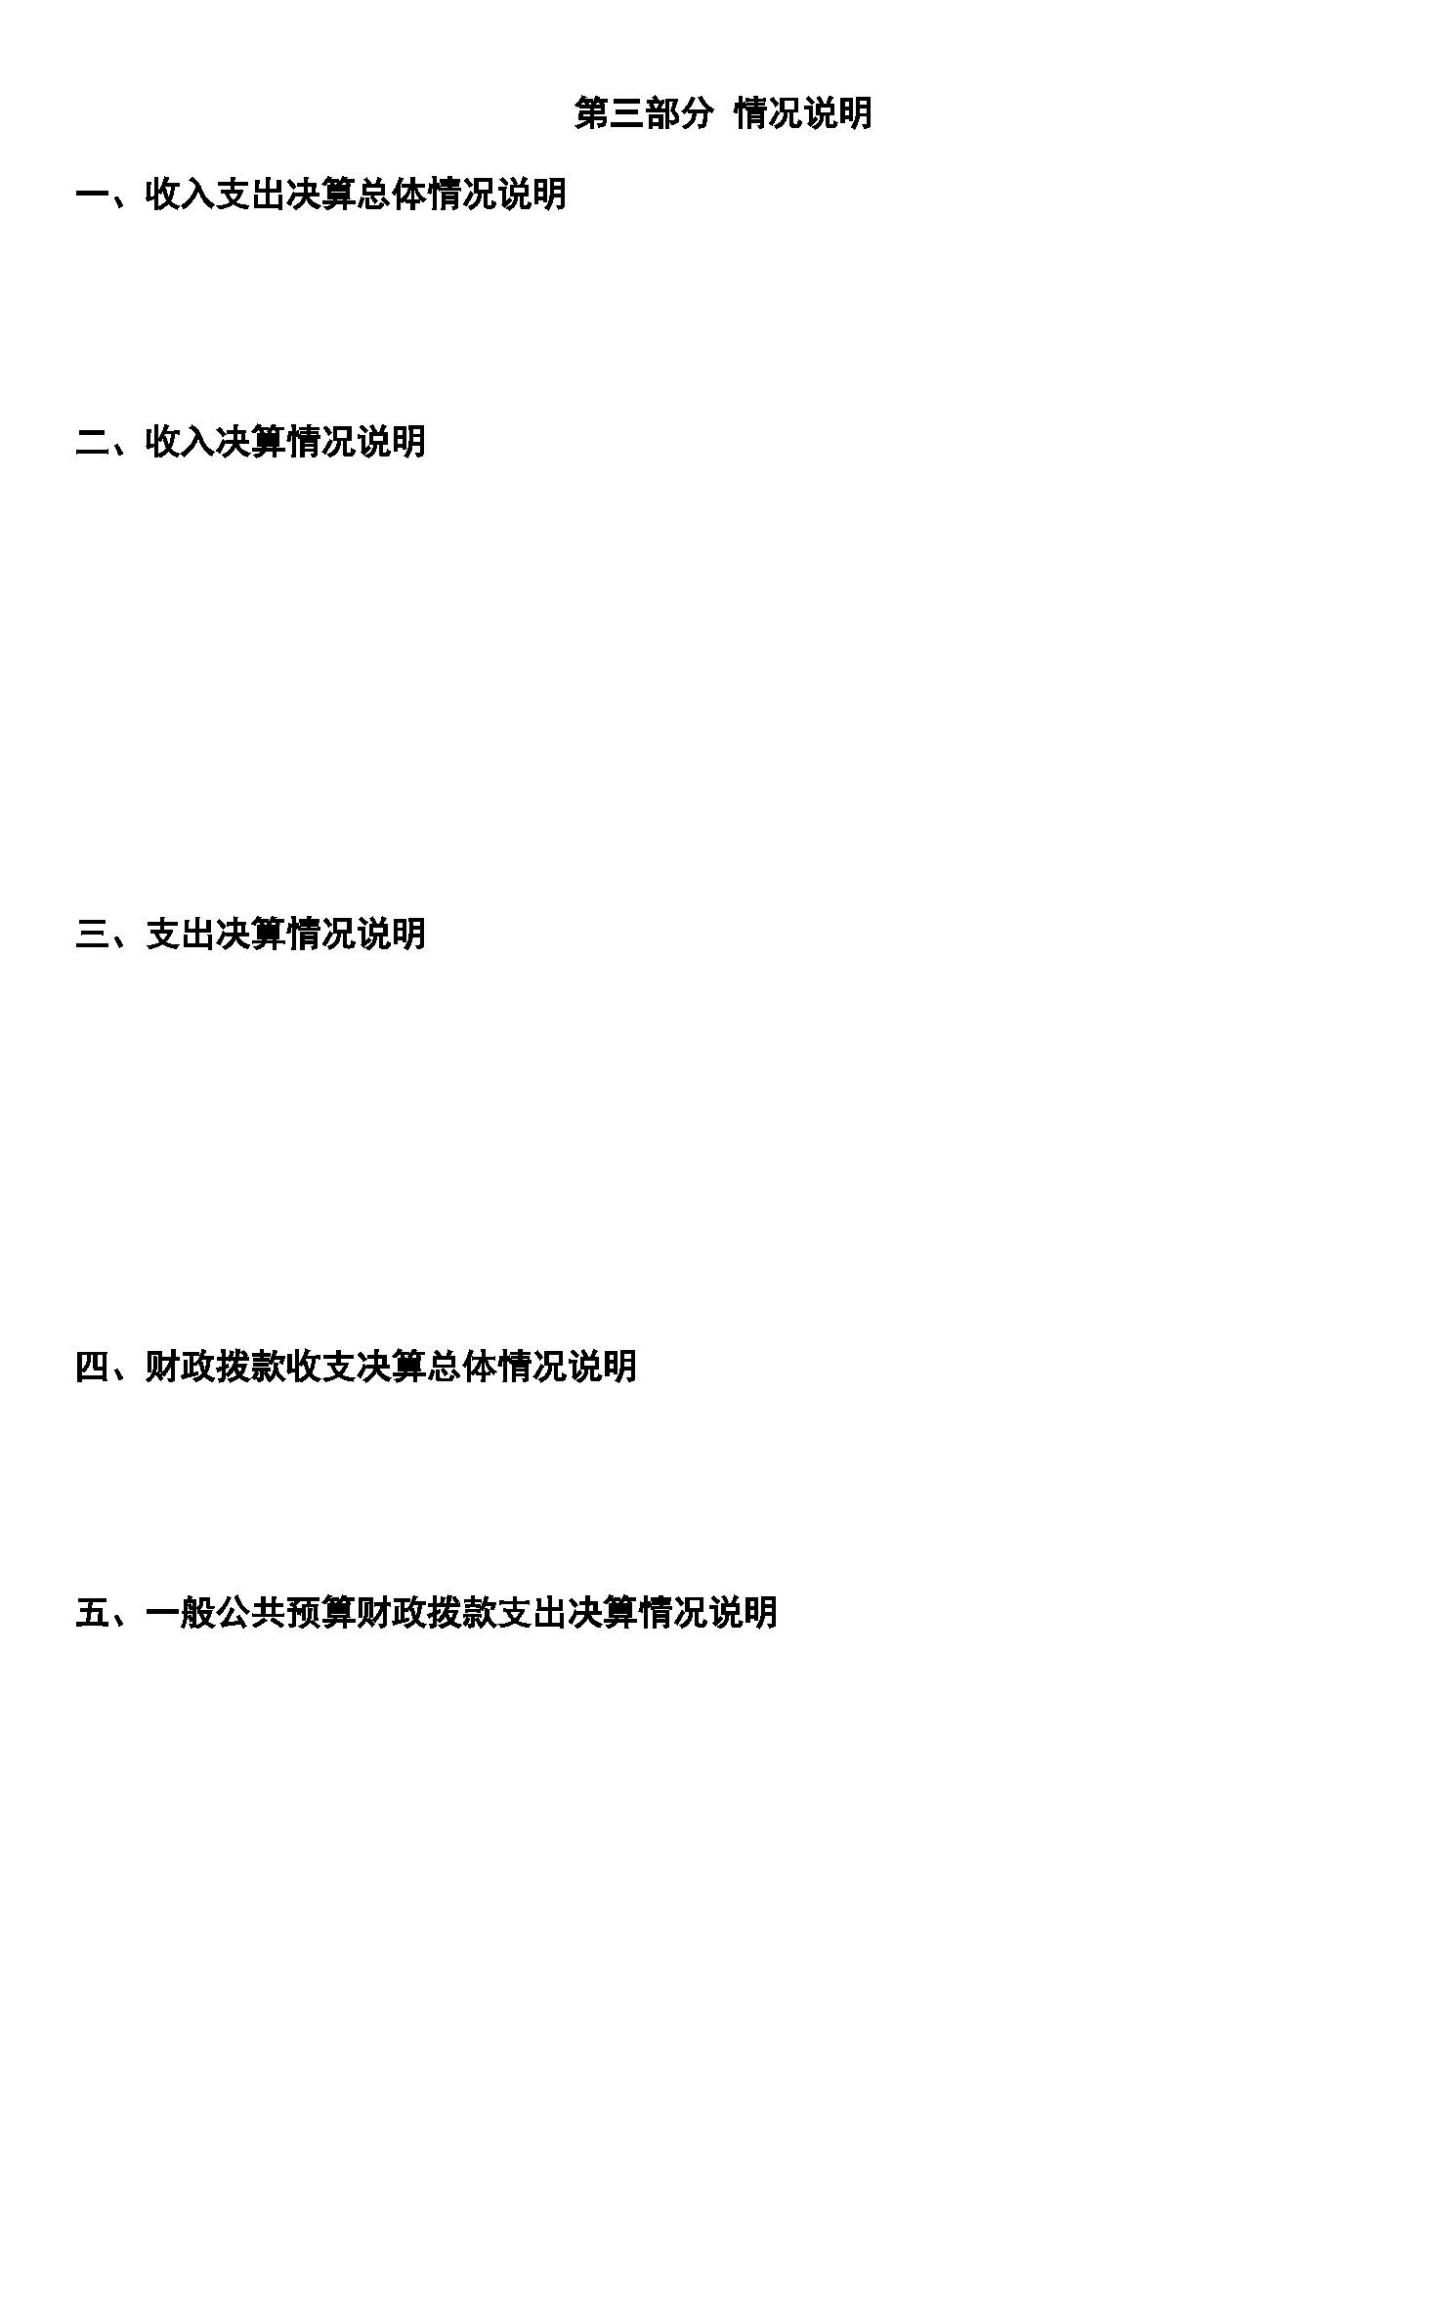 第三部分 情况说明
一、收入支出决算总体情况说明
二、收入决算情况说明
三、支出决算情况说明
四、财政拨款收支决算总体情况说明
五、一般公共预算财政拨款支出决算情况说明